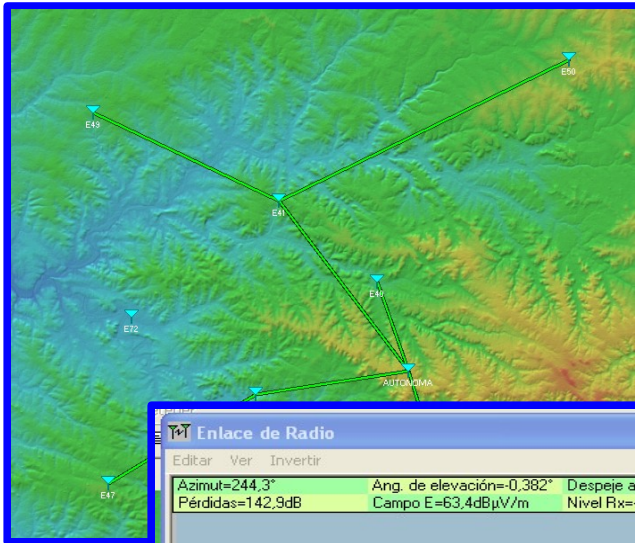 E50
E49
E41
E48
E72
AUTONOMA
E47
Enlace de Radio
Editar Ver Invertir
Azimut=244,3° Ang. de elevación=-0,382° Despeje a
Pérdidas=142,9dB Campo E=63,4dBµV/m Nivel Rx=-